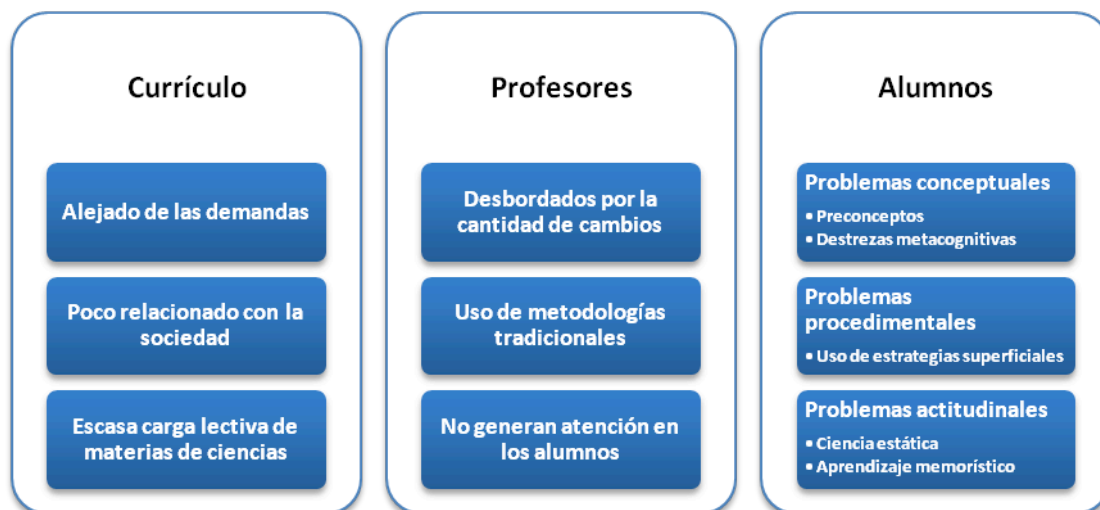 Currículo
Alejado de las demandas
Poco relacionado con la
sociedad
Escasa carga lectiva de
materias de ciencias
Profesores
Desbordados por la
cantidad de cambios
Uso de metodologías
tradicionales
No generan atención en
los alumnos
Alumnos
Problemas conceptuales
• Preconceptos
• Destrezas metacognitivas
Problemas
procedimentales
• Uso de estrategias superficiales
Problemas actitudinales
• Ciencia estática
• Aprendizaje memorístico